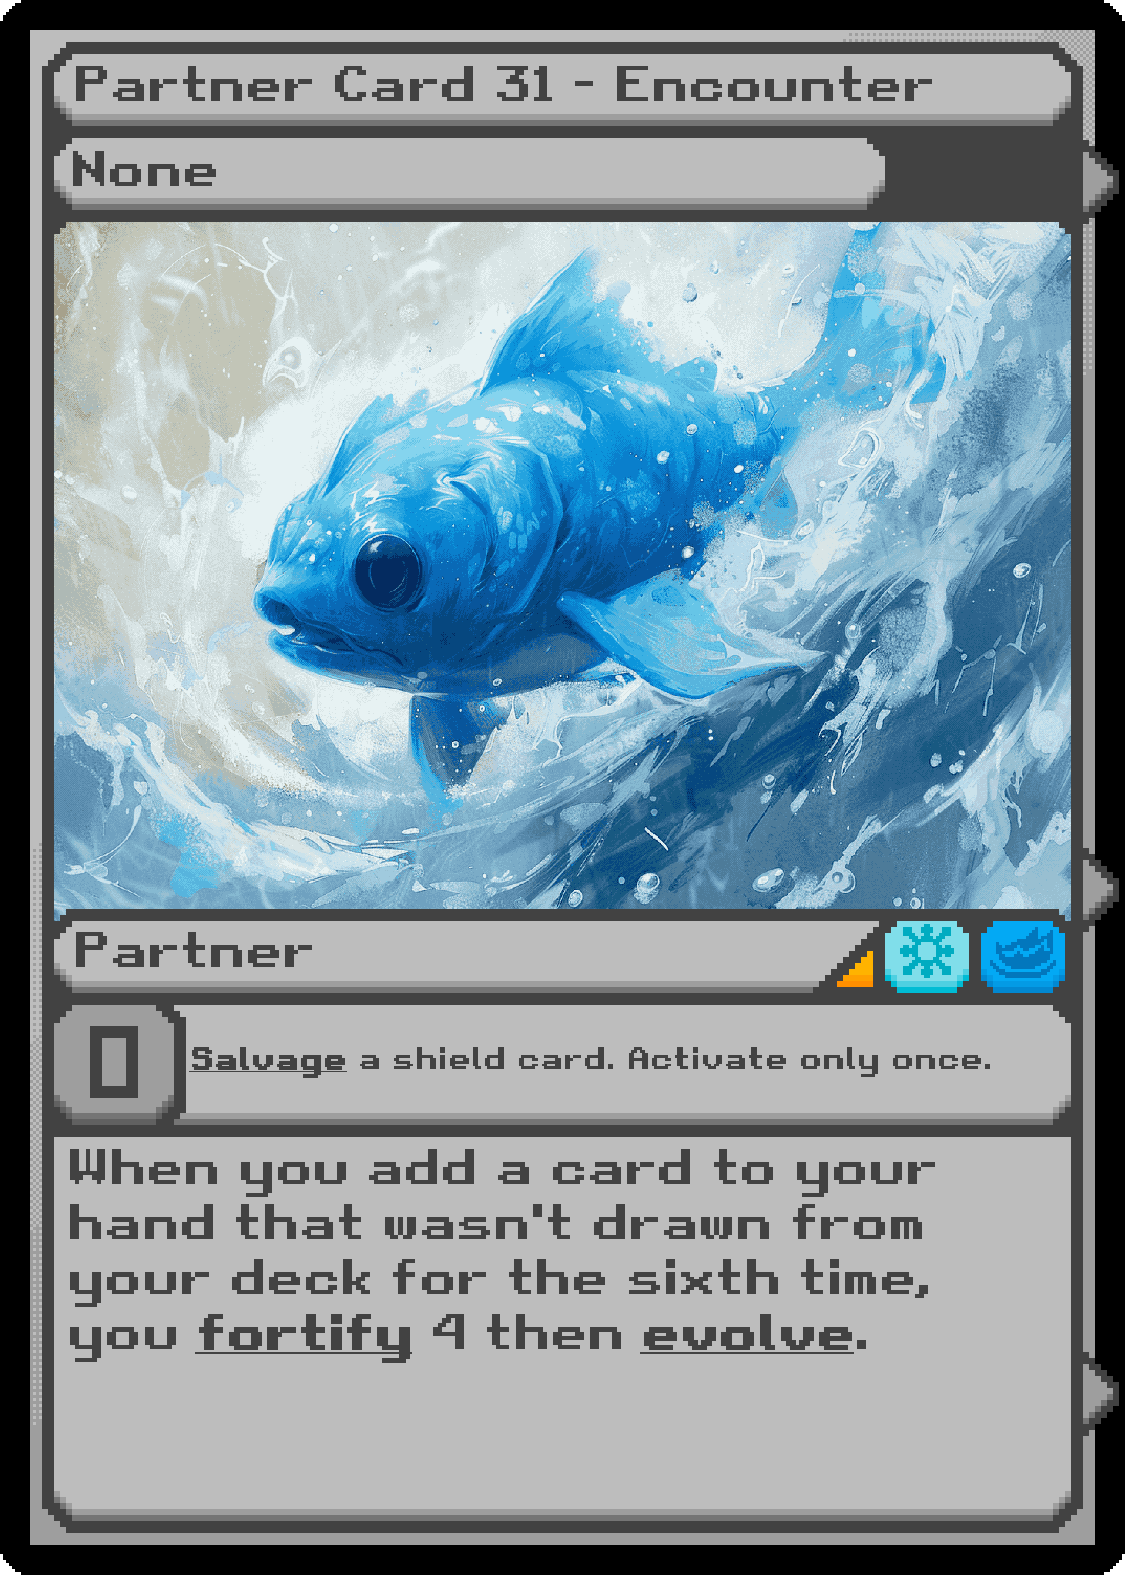 Partner Card 31 - Encounter
None
Partner
0 Salvage a shield card. Activate only once.
When you add a card to your
hand that wasn't drawn from
your deck for the sixth time,
you fortify 4 then evolve.